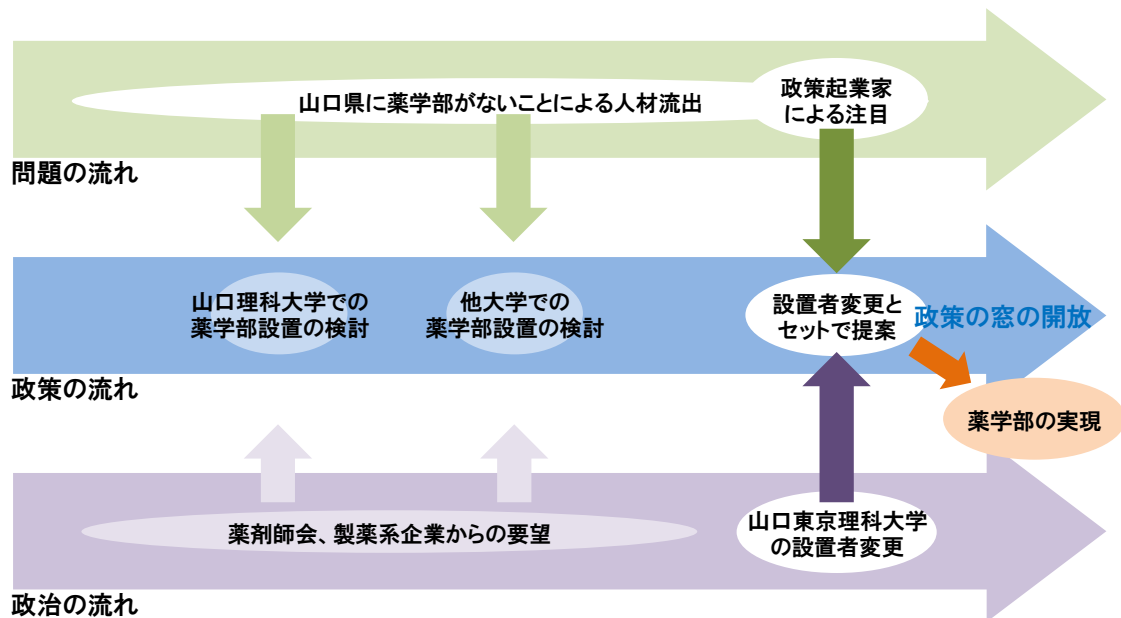 山口県に薬学部がないことによる人材流出
政策起業家
による注目
問題の流れ
山口理科大学での
薬学部設置の検討
他大学での
薬学部設置の検討
設置者変更と
セットで提案
政策の窓の開放
政策の流れ
薬学部の実現
薬剤師会、製薬系企業からの要望
山口東京理科大学
の設置者変更
政治の流れ